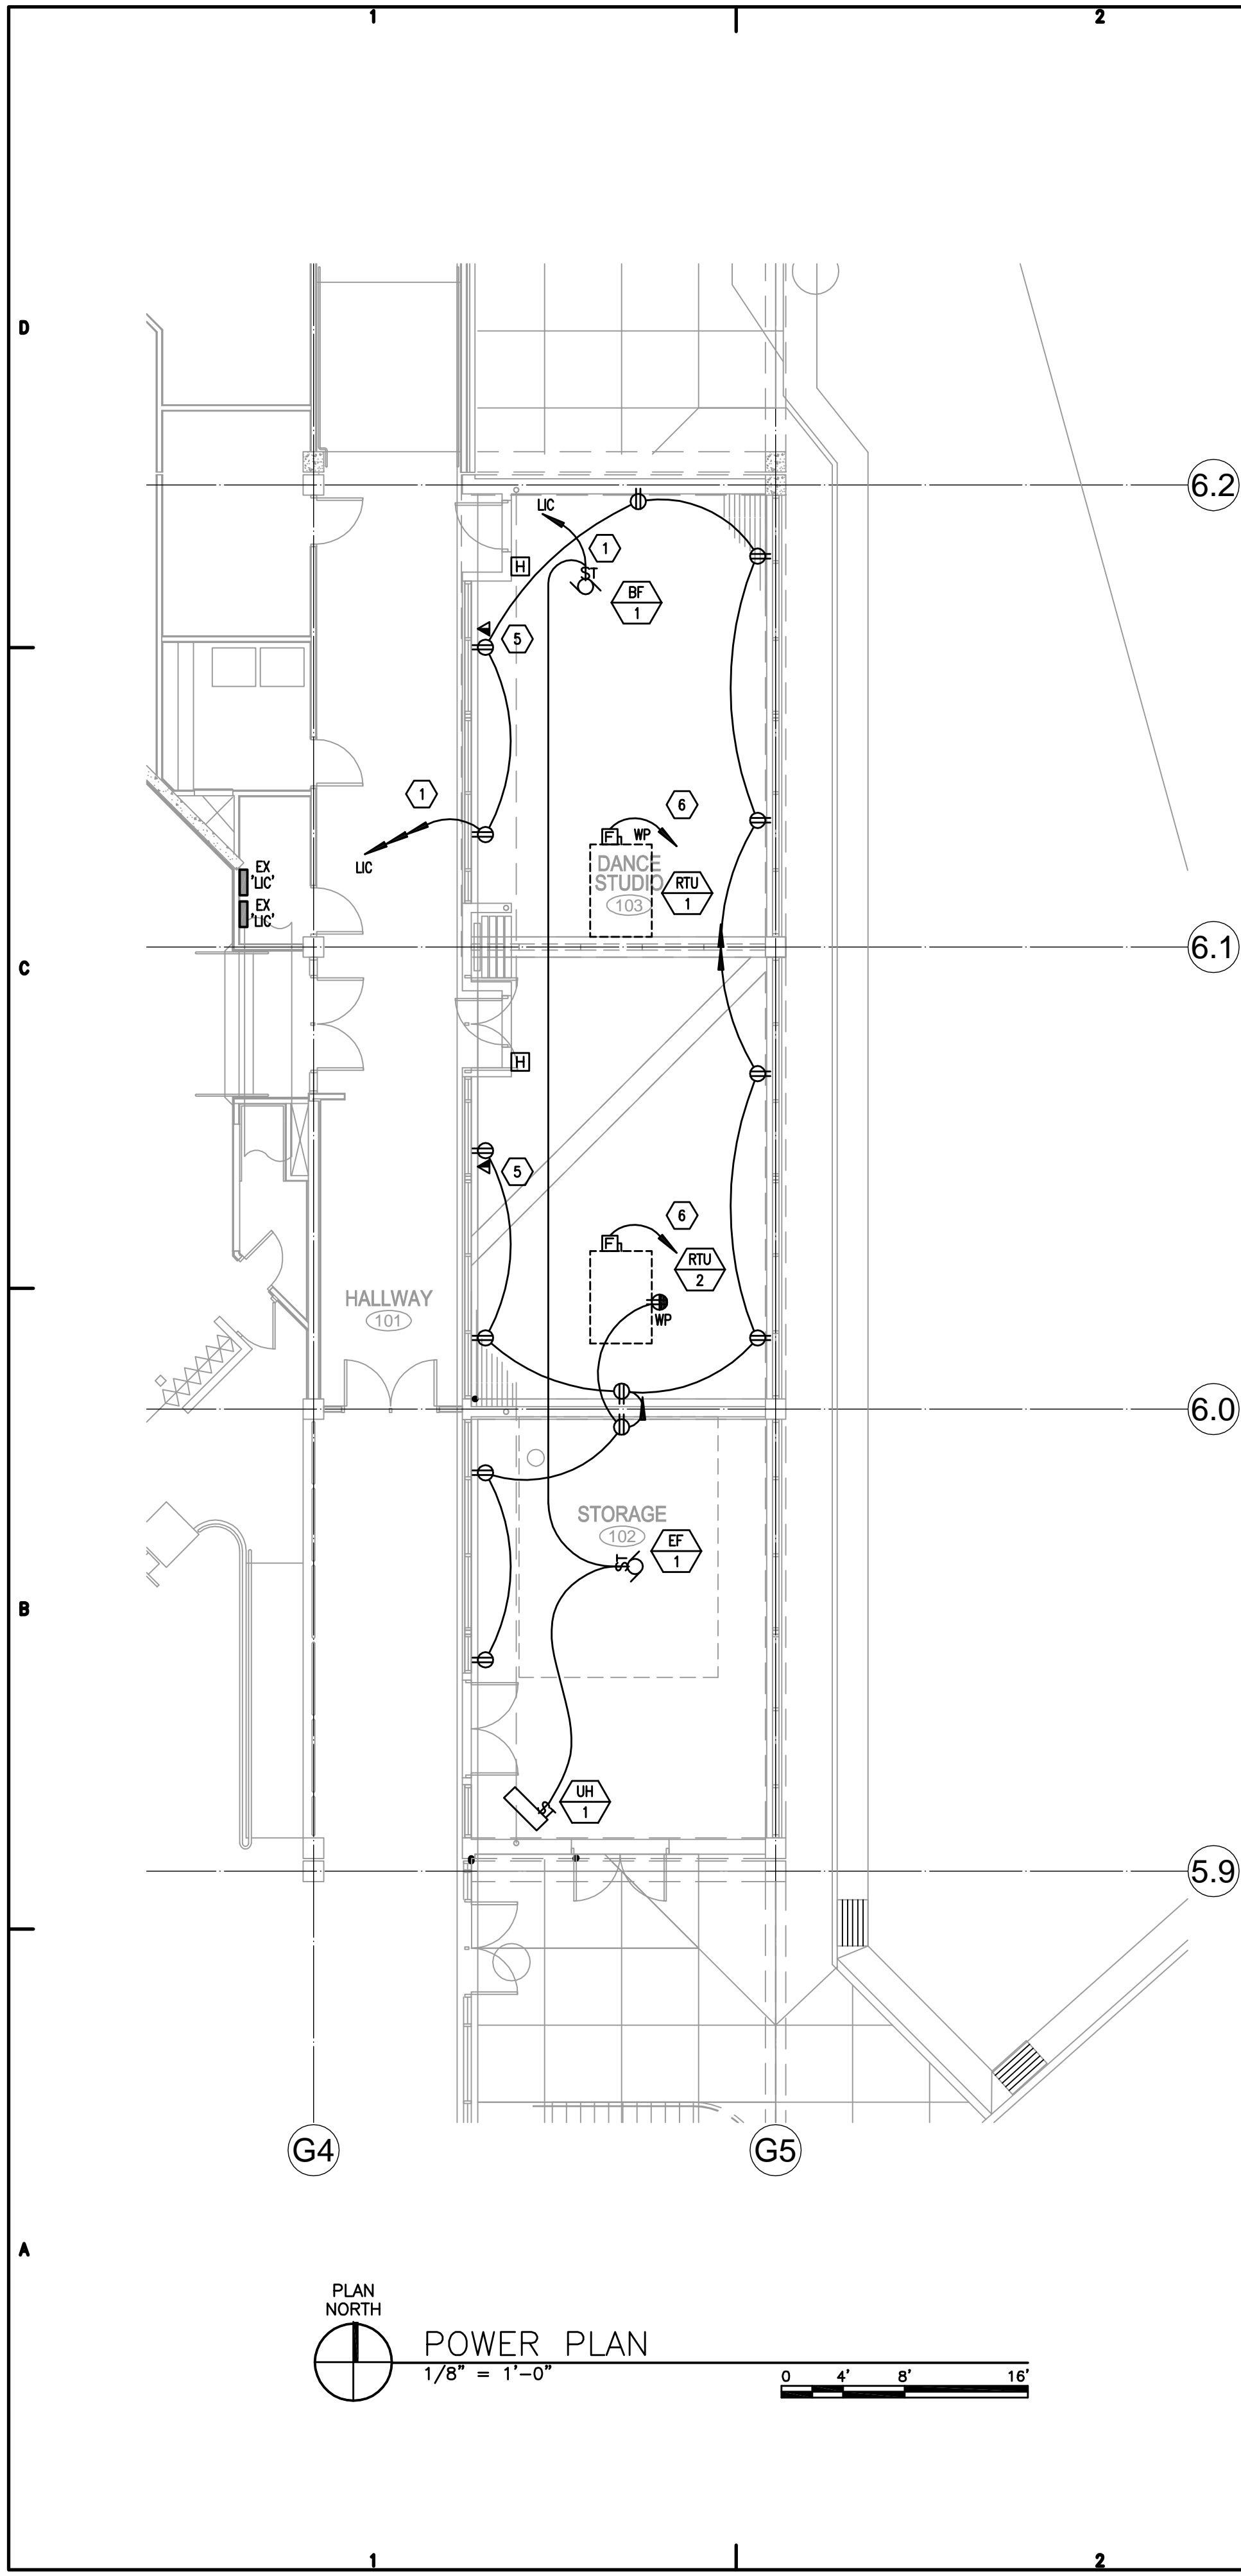 1
2
D
6.2
LIC
1
H
ST
BF
1
5
1
6
LIC
F
WP
DANCE
STUDIO
103
RTU
1
EX
'LIC'
EX
'LIC'
C
6.1
H
5
6
F
RTU
2
WP
HALLWAY
101
6.0
STORAGE
102
ST
EF
1
B
ST
UH
1
5.9
G4
G5
A
PLAN
NORTH
POWER PLAN
1/8" = 1'-0"
0 4' 8' 16'
1
2